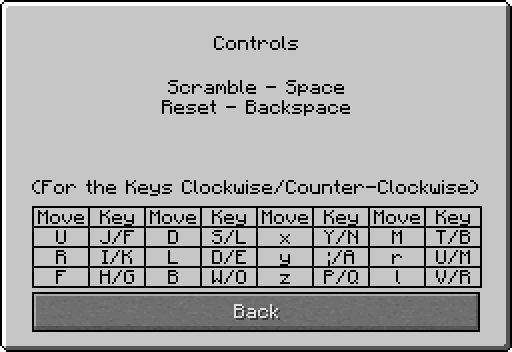 Controls
Scramble - Space
Reset - Backspace
(For the Keys Clockwise/Counter-Clockwise)
Move Key Move Key Move Key Move Key
U J/F D S/L x Y/N M T/B
R I/K L D/E y ;/A r U/M
F H/G B W/O z P/Q l V/R
Back